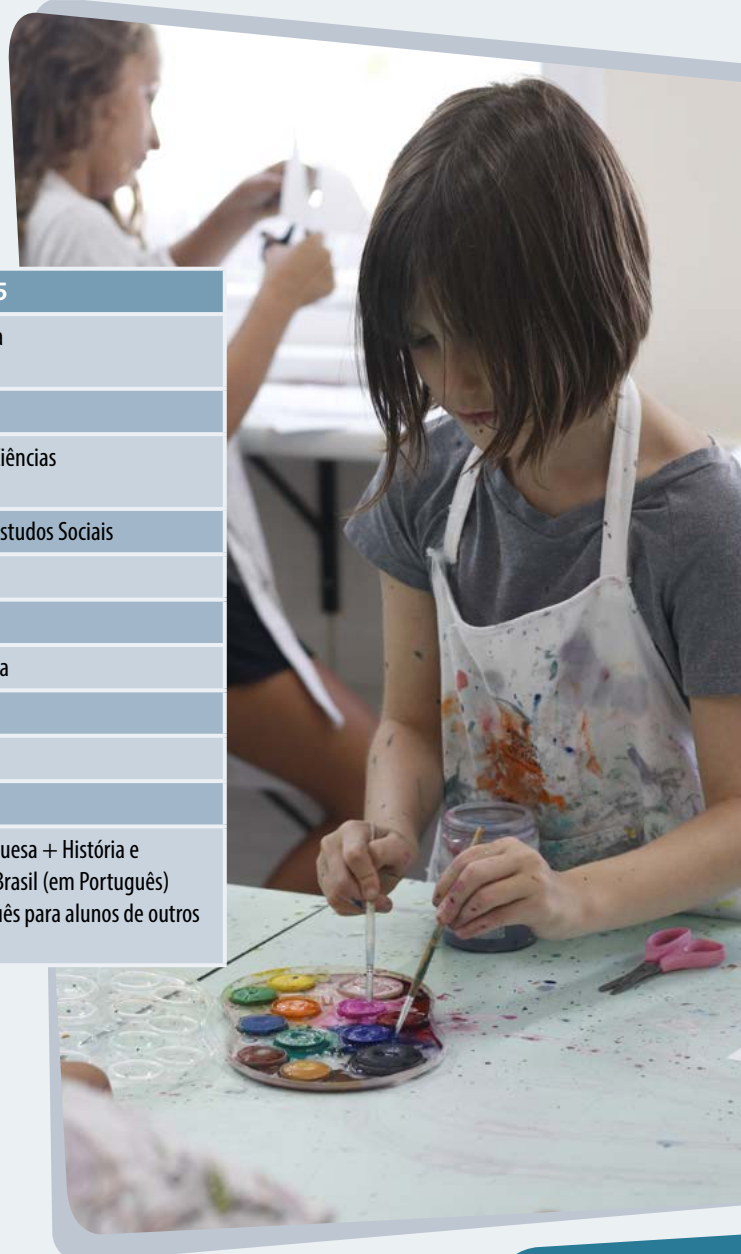 5
a
iências
studos Sociais
a
uesa + História e
Brasil (em Português)
uês para alunos de outros